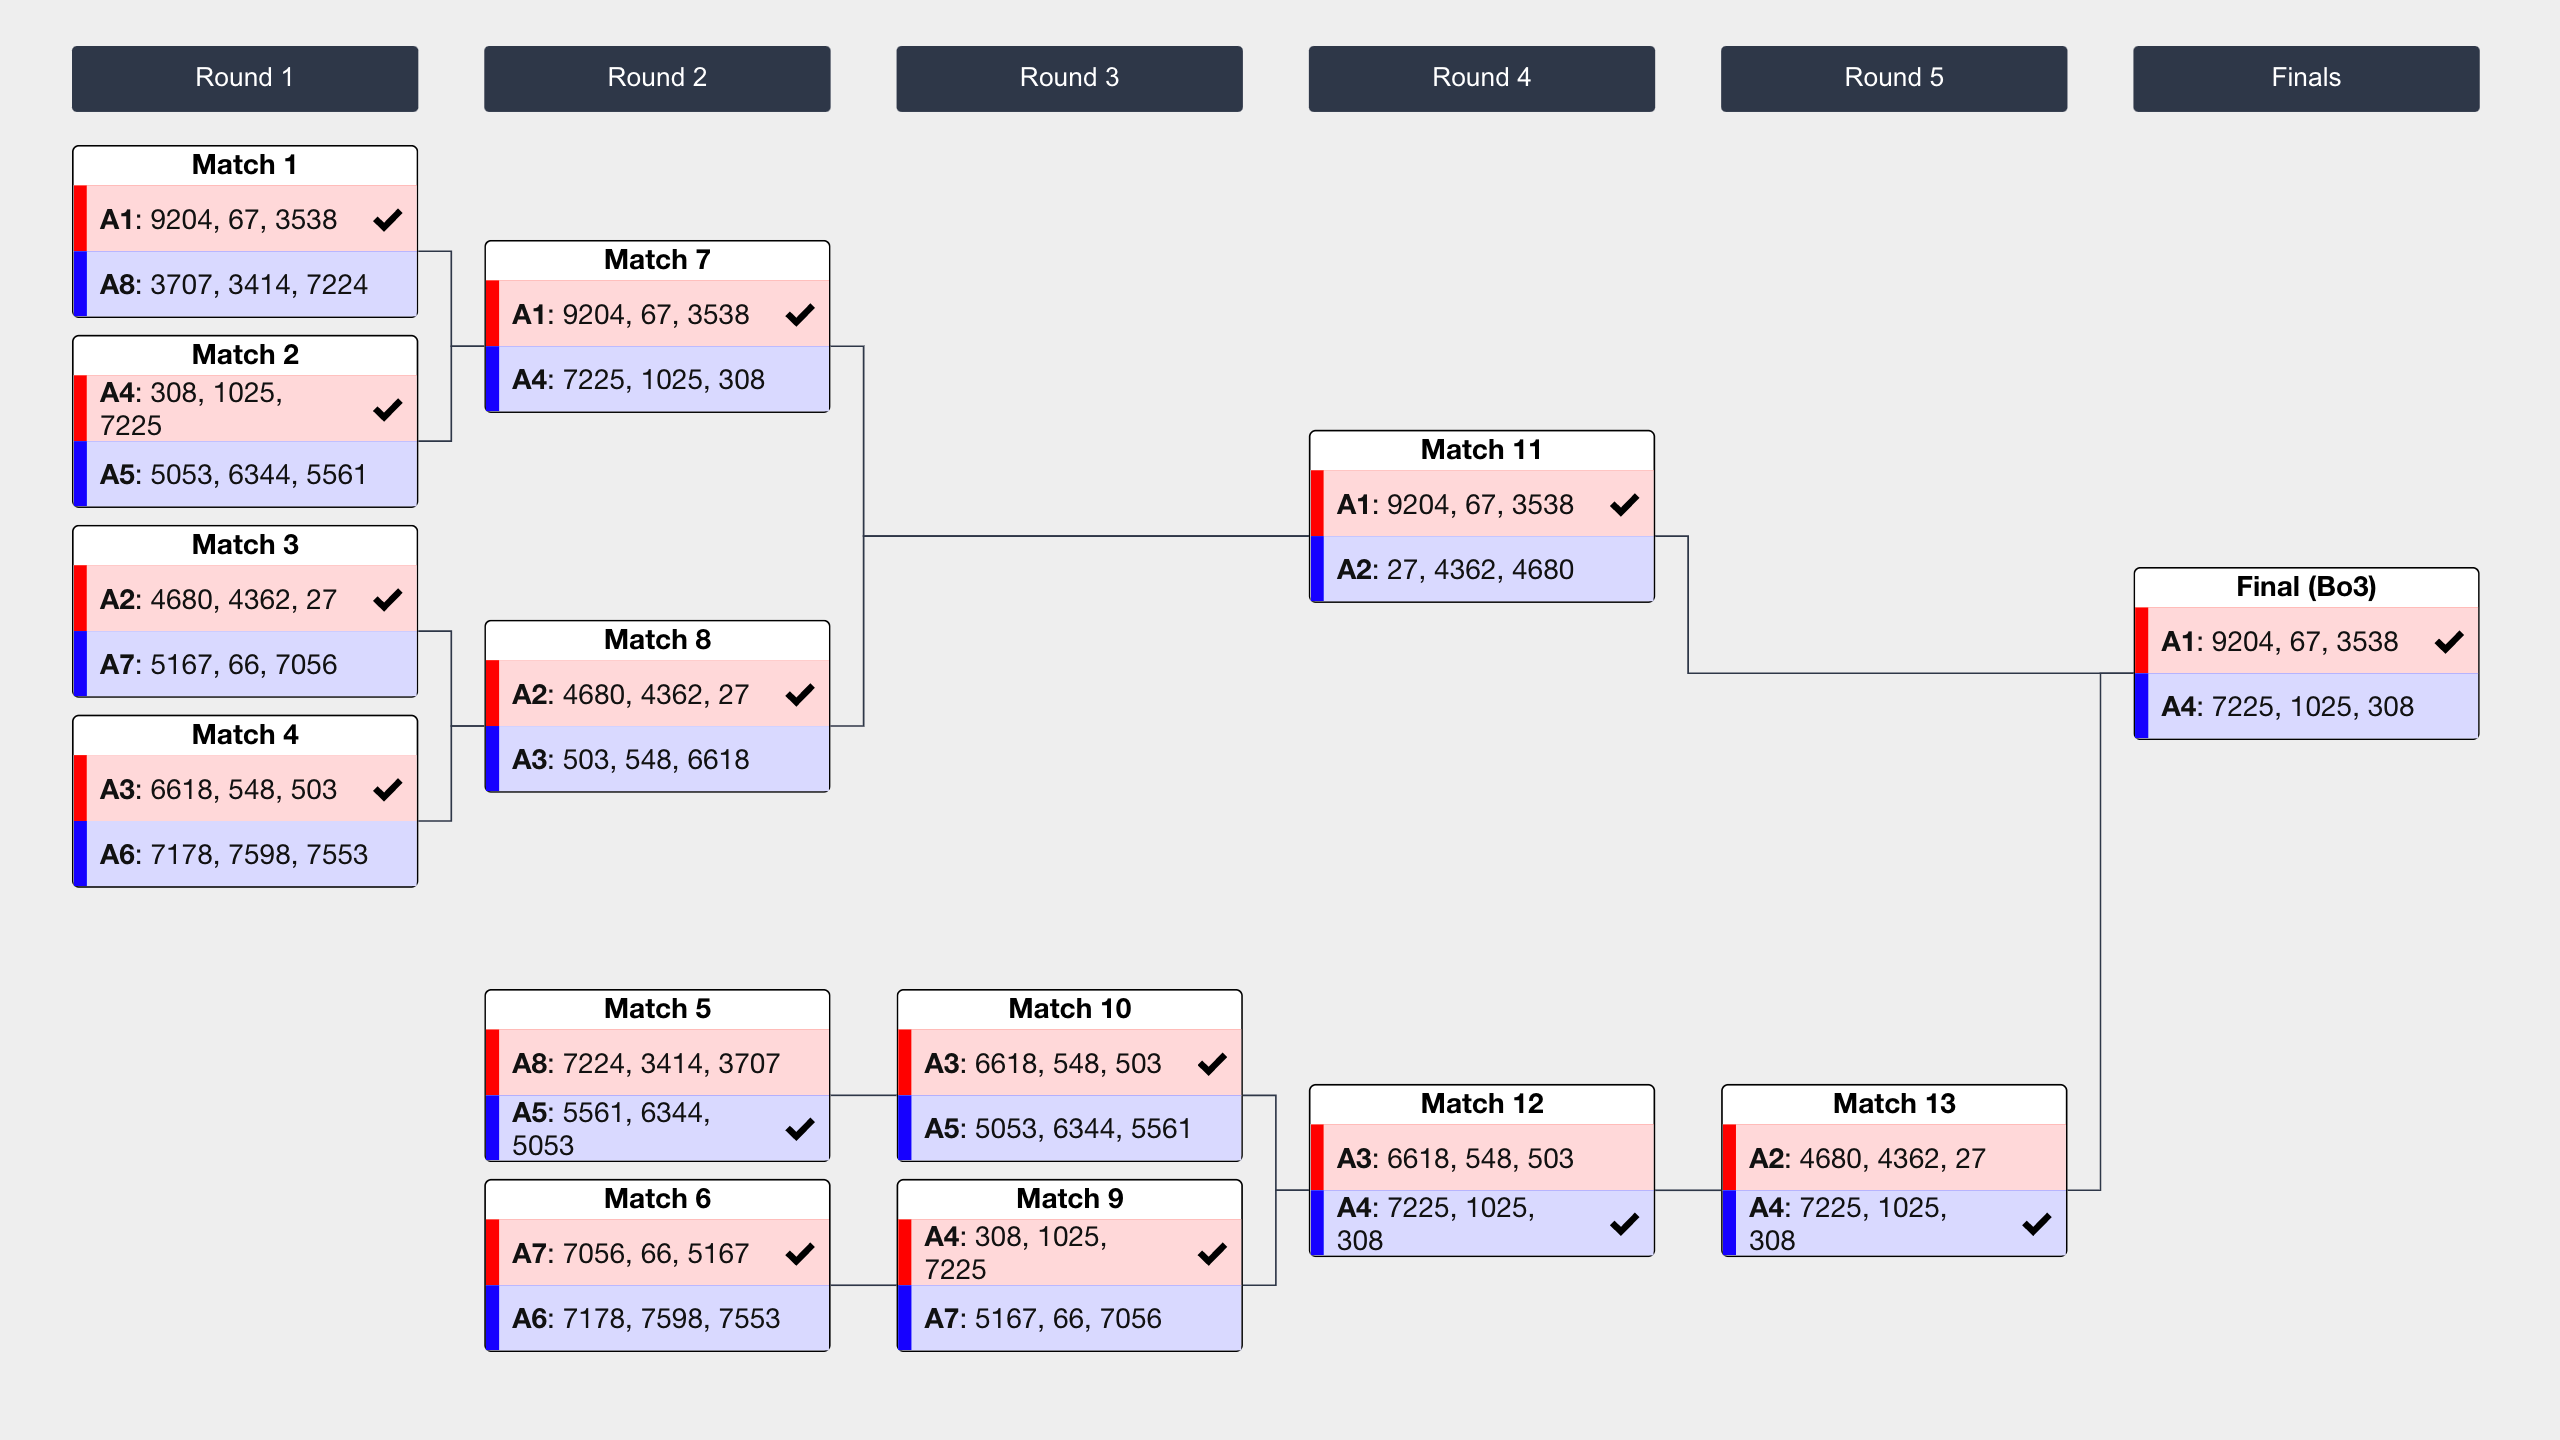 Round 1
Round 2
Round 3
Round 4
Round 5
Finals
Match 1
A1: 9204, 67, 3538
A8: 3707, 3414, 7224
Match 2
A4: 308, 1025,
7225
A5: 5053, 6344, 5561
Match 3
A2: 4680, 4362, 27
A7: 5167, 66, 7056
Match 4
A3: 6618, 548, 503
A6: 7178, 7598, 7553
Match 7
A1: 9204, 67, 3538
A4: 7225, 1025, 308
Match 8
A2: 4680, 4362, 27
A3: 503, 548, 6618
Match 5
A8: 7224, 3414, 3707
A5: 5561, 6344,
5053
Match 6
A7: 7056, 66, 5167
A6: 7178, 7598, 7553
Match 10
A3: 6618, 548, 503
A5: 5053, 6344, 5561
Match 9
A4: 308, 1025,
7225
A7: 5167, 66, 7056
Match 11
A1: 9204, 67, 3538
A2: 27, 4362, 4680
Match 12
A3: 6618, 548, 503
A4: 7225, 1025,
308
Match 13
A2: 4680, 4362, 27
A4: 7225, 1025,
308
Final (Bo3)
A1: 9204, 67, 3538
A4: 7225, 1025, 308